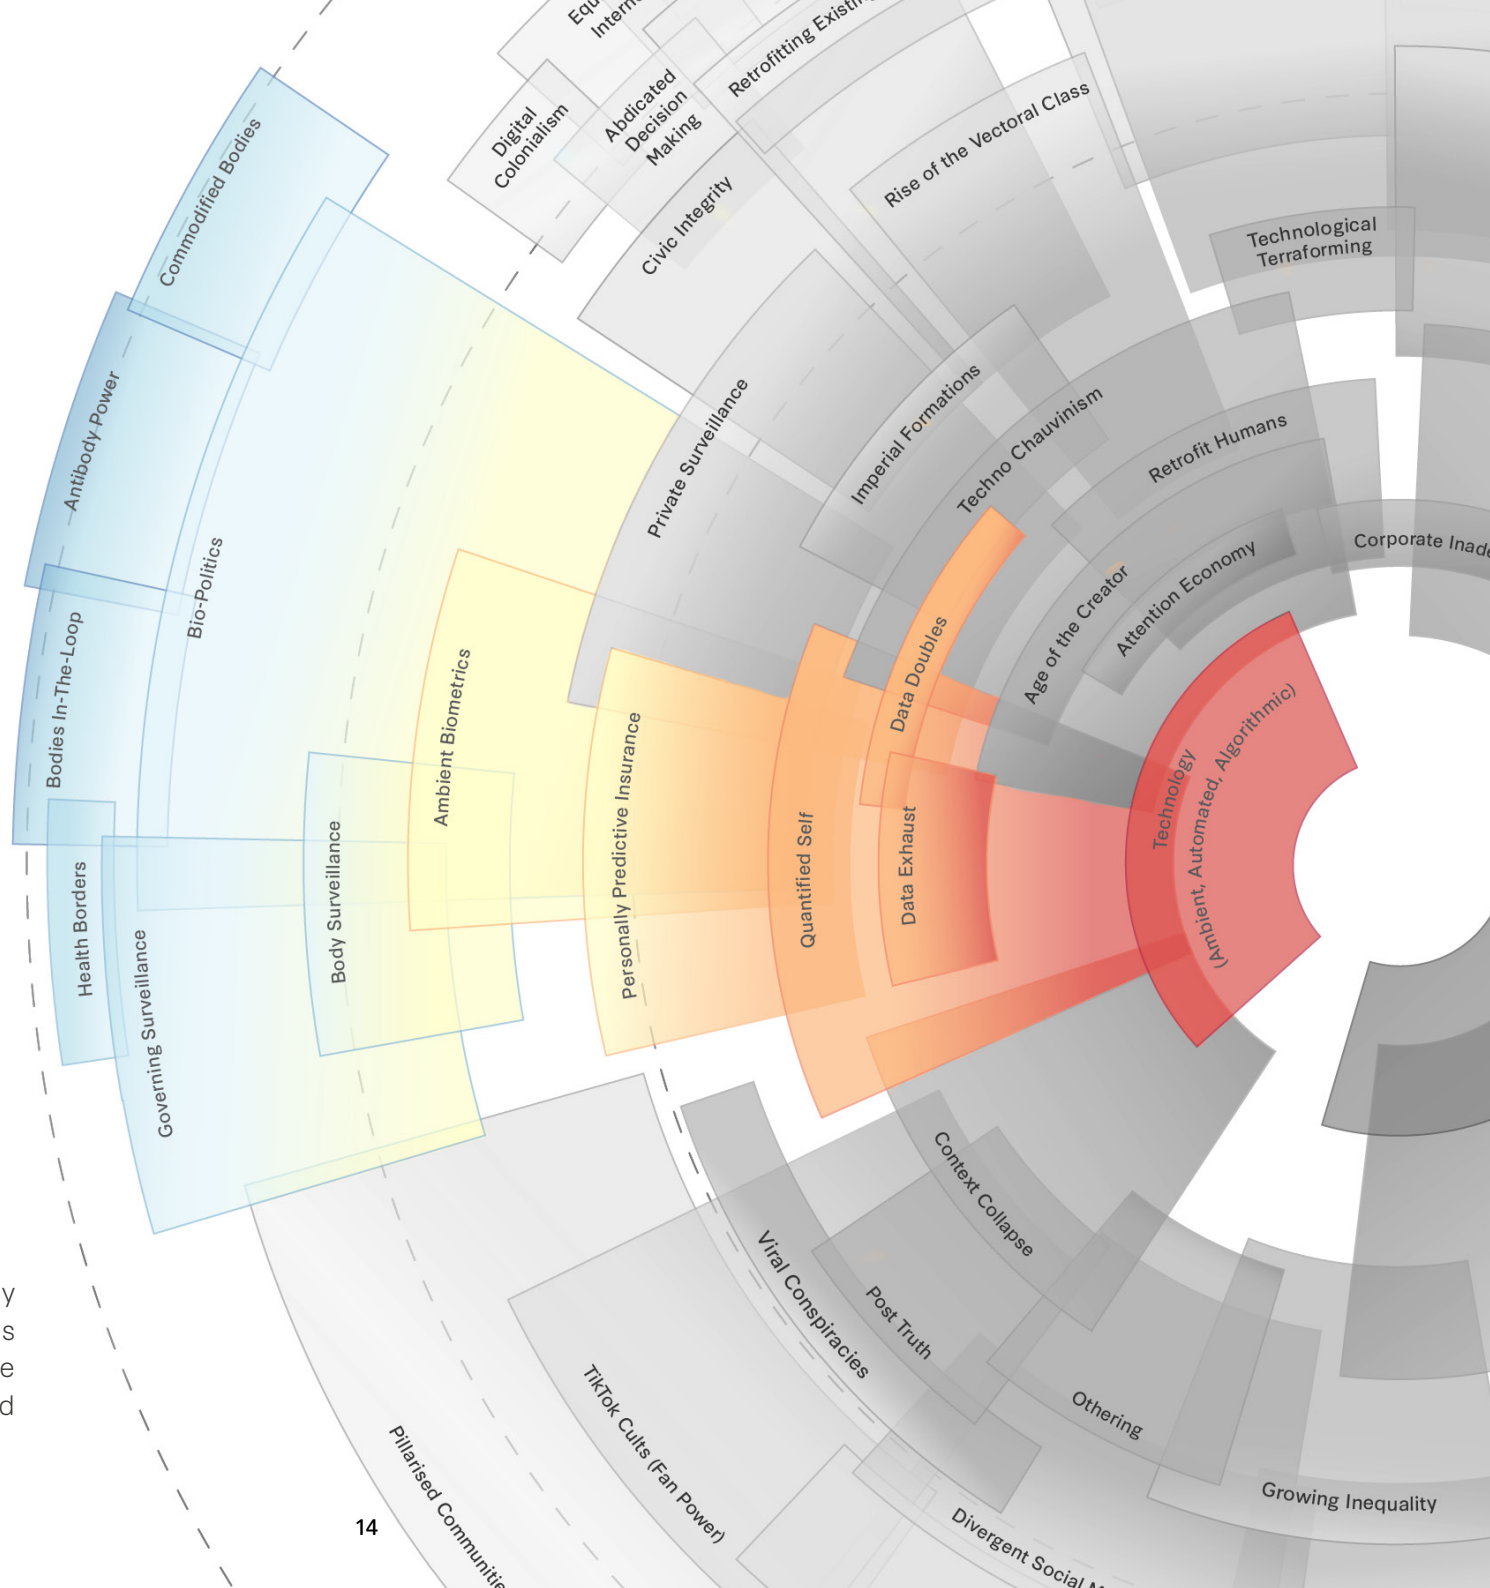 Equ
Intern
Retrofitting Existin
Digital
Colonialism
Abdicated
Decision
Making
Civic Integrity
Rise of the Vectoral Class
Technological
Terraforming
Commodified Bodies
Antibody Power
Bio-Politics
Private Surveillance
Imperial Formations
Techno Chauvinism
Retrofit Humans
Corporate Inade
Attention Economy
Age of the Creator
Data Doubles
Bodies In-The-Loop
Ambient Biometrics
Personally Predictive Insurance
Quantified Self
Data Exhaust
Technology
(Ambient, Automated, Algorithmic)
Body Surveillance
Health Borders
Governing Surveillance
Context Collapse
Viral Conspiracies
Post Truth
Othering
Growing Inequality
TikTok Cults (Fan Power)
Pillarised Communitie
Divergent Social M
y
s
e
d
14